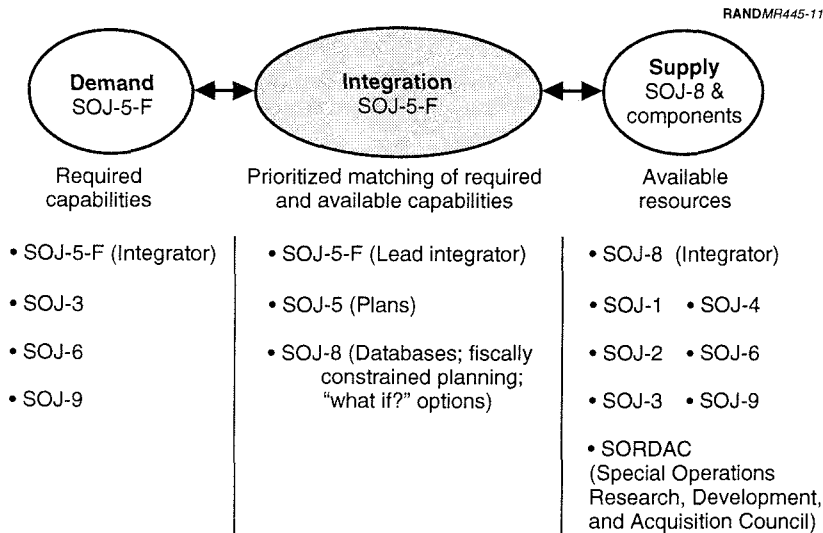 RANDMR445-11
Demand
SOJ-5-F
Integration
SOJ-5-F
Supply
SOJ-8 &
components
Required
capabilities
Prioritized matching of required
and available capabilities
Available
resources
• SOJ-5-F (Integrator)
• SOJ-3
• SOJ-6
• SOJ-9
• SOJ-5-F (Lead integrator)
• SOJ-5 (Plans)
• SOJ-8 (Databases; fiscally
constrained planning;
"what if?" options)
• SOJ-8 (Integrator)
• SOJ-1 • SOJ-4
• SOJ-2 • SOJ-6
• SOJ-3 • SOJ-9
• SORDAC
(Special Operations
Research, Development,
and Acquisition Council)